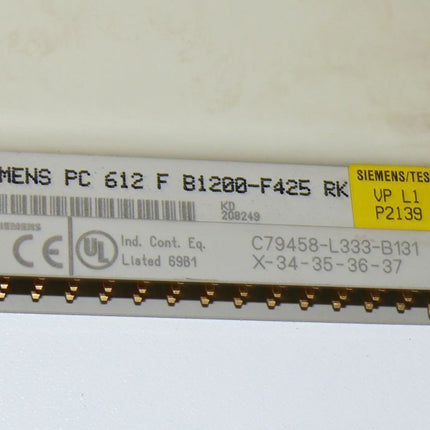 MENS PC 612 F B1200-F425 RK
SIEMENS/TES
VP L1
P2139
KD
208249
SIEMENS
CE
UL
Ind. Cont. Eq.
Listed 69B1
C79458-L333-B131
X-34-35-36-37